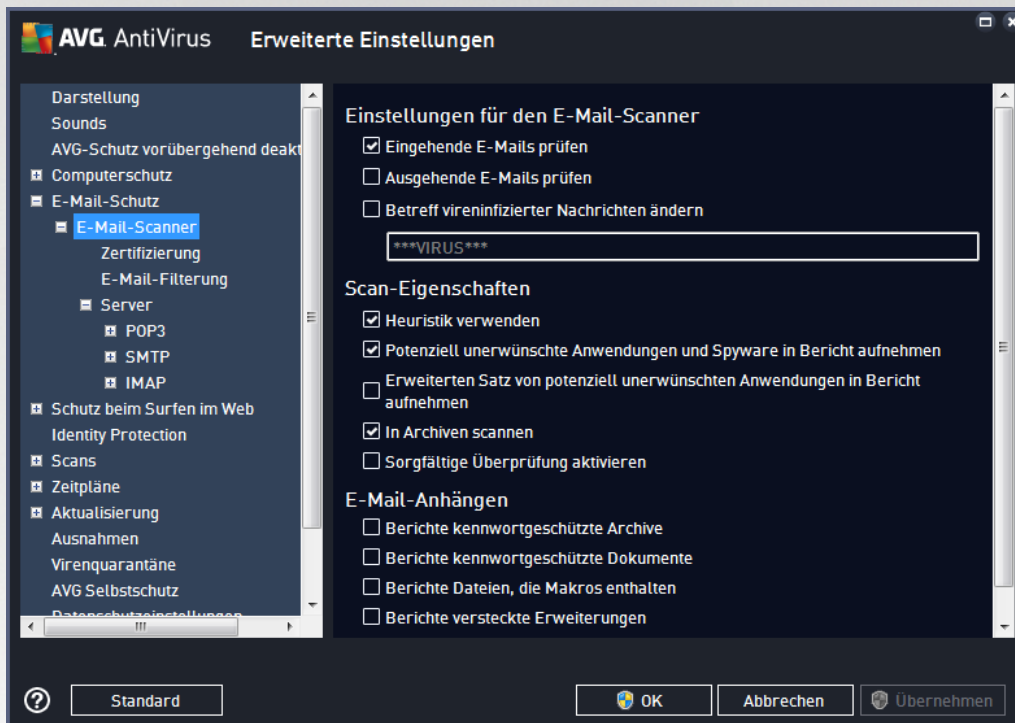 AVG AntiVirus Erweiterte Einstellungen
Darstellung
Sounds
AVG-Schutz vorübergehend deakt
Computerschutz
E-Mail-Schutz
E-Mail-Scanner
Zertifizierung
E-Mail-Filterung
Server
POP3
SMTP
IMAP
Schutz beim Surfen im Web
Identity Protection
Scans
Zeitpläne
Aktualisierung
Ausnahmen
Virenquarantäne
AVG Selbstschutz
Datenschutzeinstellungen
Einstellungen für den E-Mail-Scanner
Eingehende E-Mails prüfen
Ausgehende E-Mails prüfen
Betreff vireninfizierter Nachrichten ändern
***VIRUS***
Scan-Eigenschaften
Heuristik verwenden
Potenziell unerwünschte Anwendungen und Spyware in Bericht aufnehmen
Erweiterten Satz von potenziell unerwünschten Anwendungen in Bericht
aufnehmen
In Archiven scannen
Sorgfältige Überprüfung aktivieren
E-Mail-Anhängen
Berichte kennwortgeschützte Archive
Berichte kennwortgeschützte Dokumente
Berichte Dateien, die Makros enthalten
Berichte versteckte Erweiterungen
Standard
OK
Abbrechen
Übernehmen